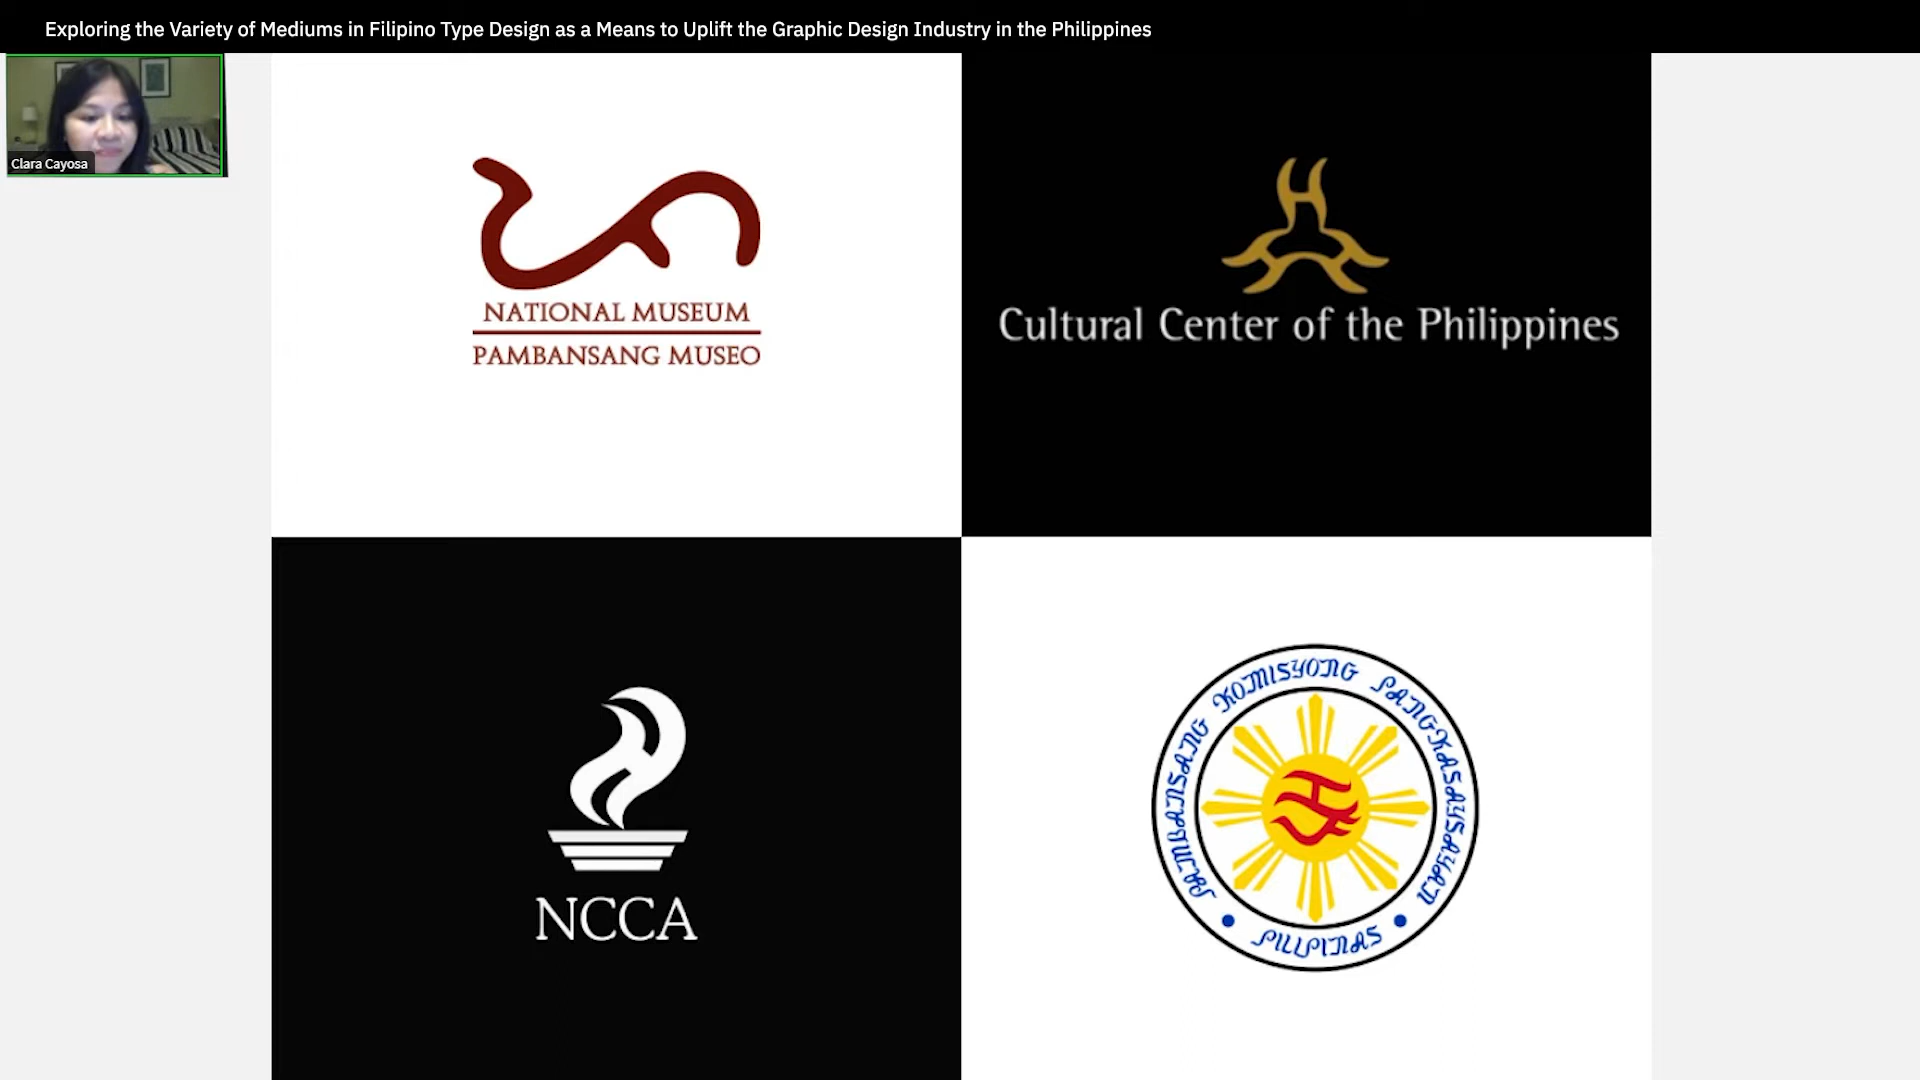 Exploring the Variety of Mediums in Filipino Type Design as a Means to Uplift the Graphic Design Industry in the Philippines
Clara Cayosa
NATIONAL MUSEUM
PAMBANSANG MUSEO
Cultural Center of the Philippines
NCCA
PAMBANSANG KOMISYONG PANGKASAYSAYAN
PILIPINAS